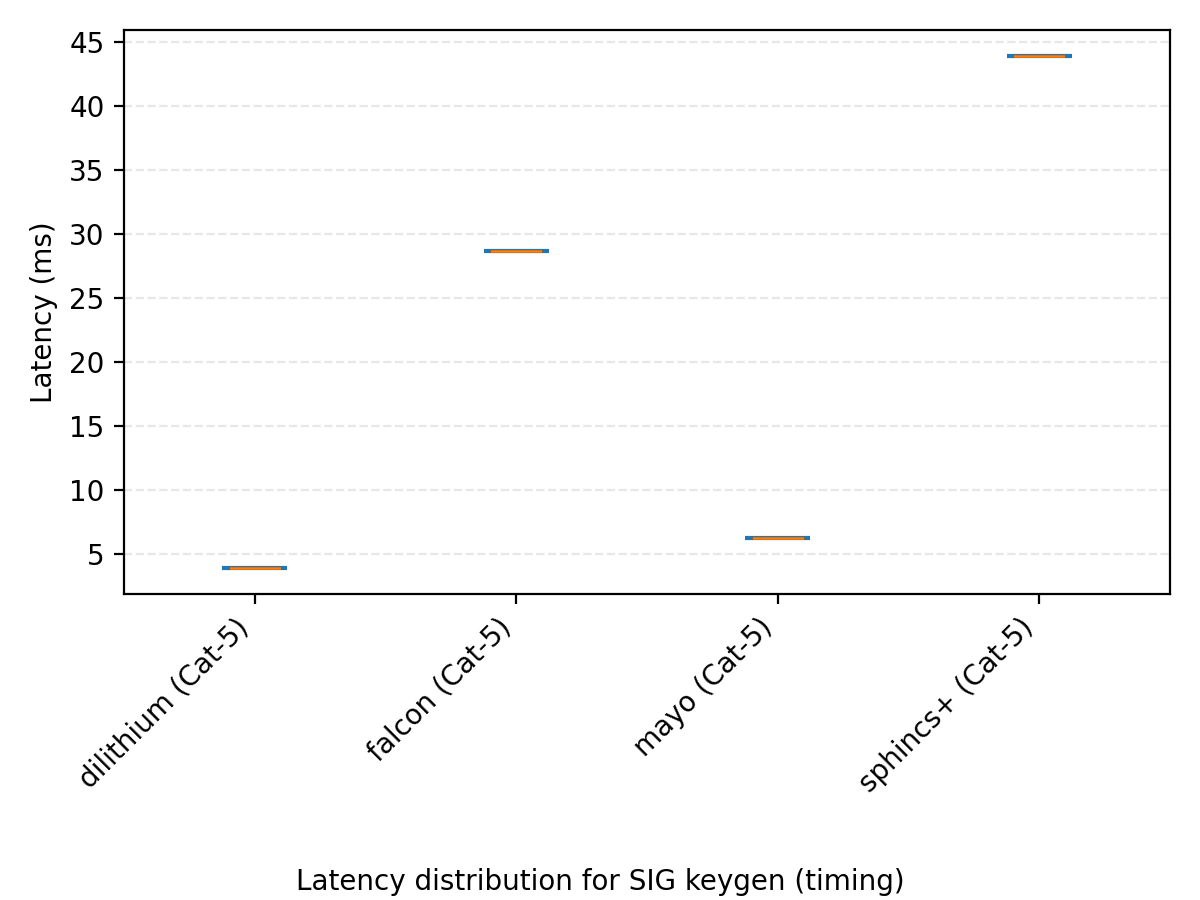 45
40
35
30
25
20
15
10
5
Latency (ms)
dilithium (Cat-5)
falcon (Cat-5)
mayo (Cat-5)
sphincs+ (Cat-5)
Latency distribution for SIG keygen (timing)